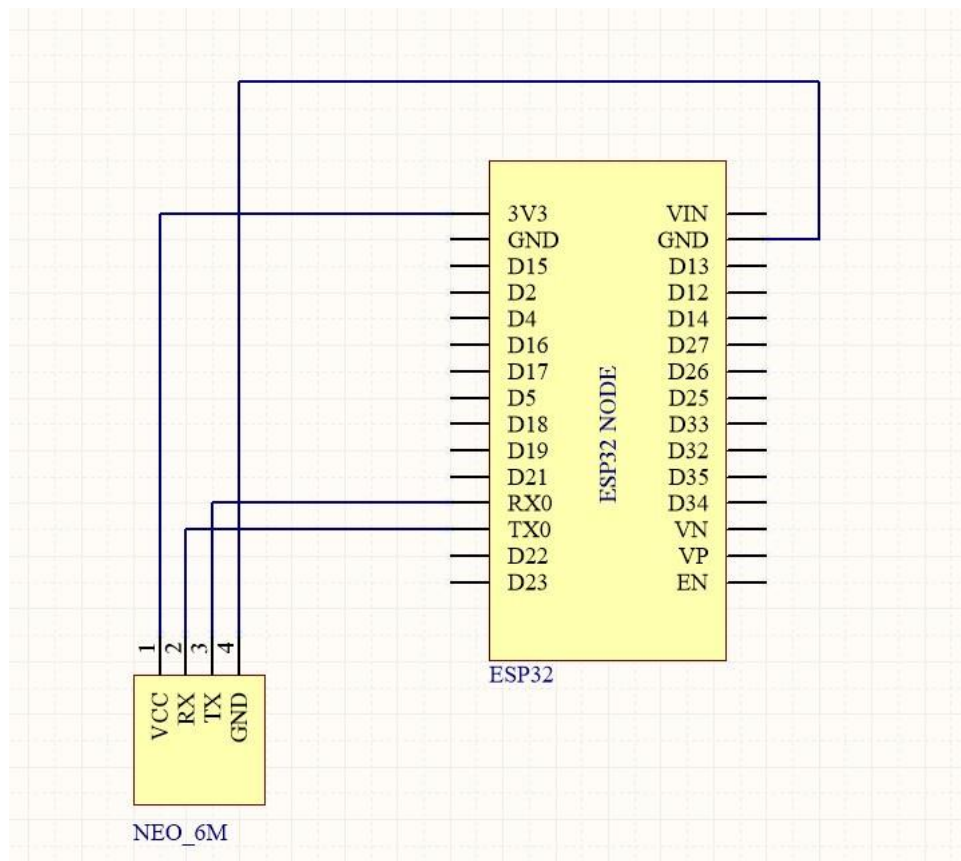 3V3 VIN
GND GND
D15 D13
D2 D12
D4 D14
D16 D27
D17 D26
D5 D25
D18 D33
D19 D32
D21 D35
RX0 D34
TX0 VN
D22 VP
D23 EN
ESP32 NODE
ESP32
1 2 3 4
VCC
RX
TX
GND
NEO_6M